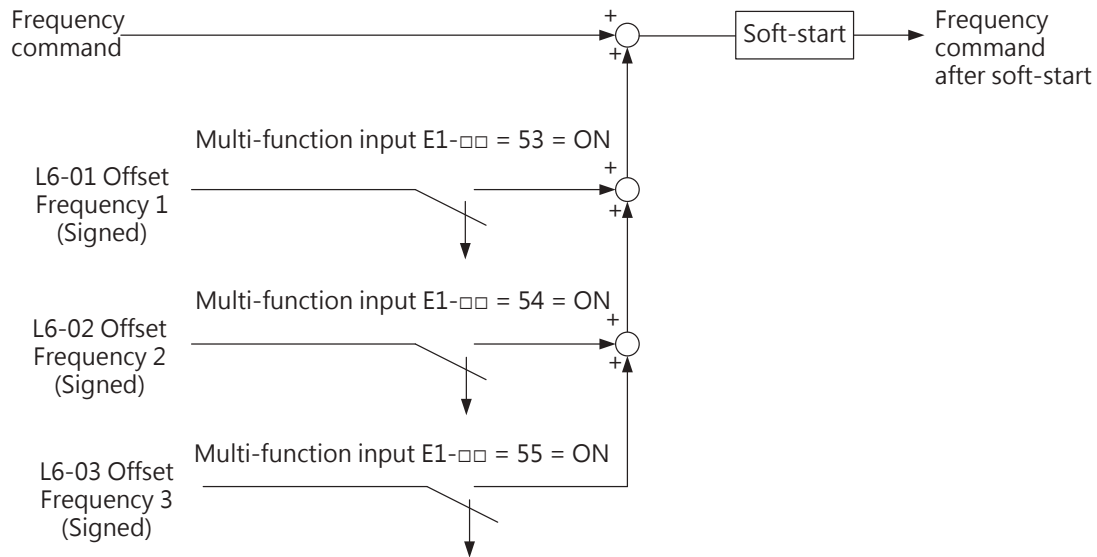 Frequency
command
+
+
Soft-start
Frequency
command
after soft-start
Multi-function input E1-□□ = 53 = ON
L6-01 Offset
Frequency 1
(Signed)
+
+
Multi-function input E1-□□ = 54 = ON
L6-02 Offset
Frequency 2
(Signed)
+
+
Multi-function input E1-□□ = 55 = ON
L6-03 Offset
Frequency 3
(Signed)